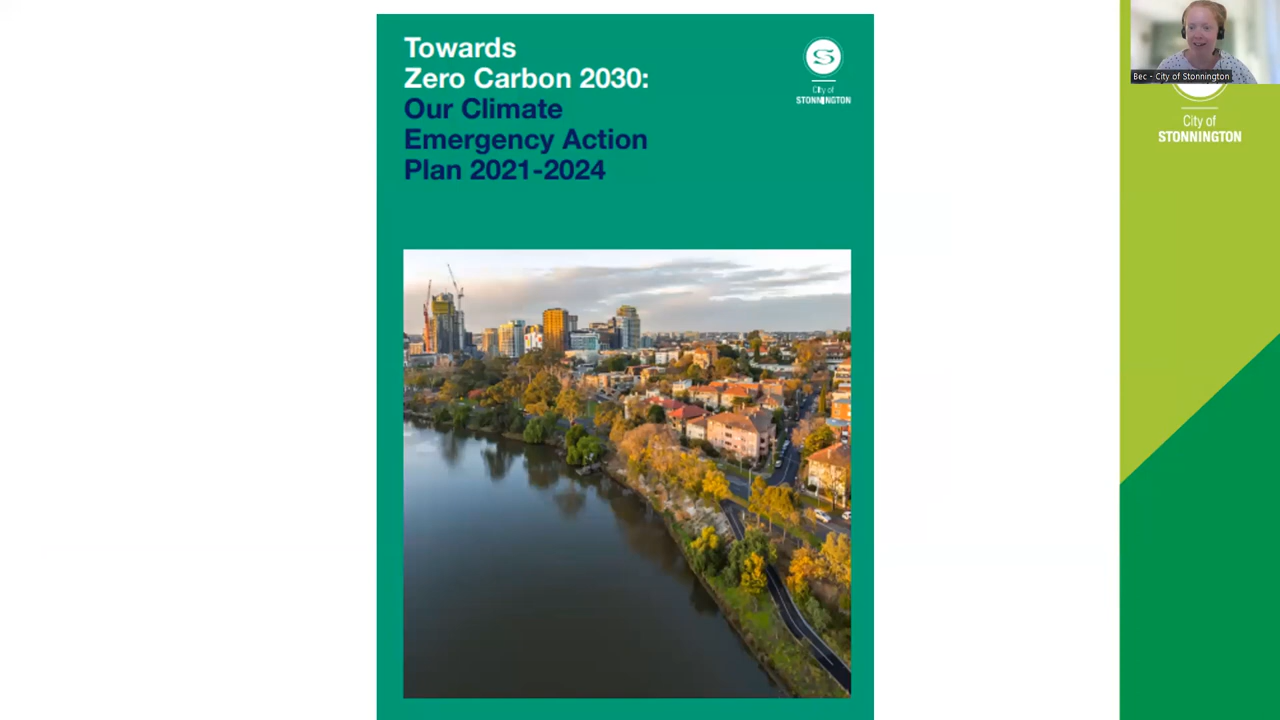 Towards
Zero Carbon 2030:
Our Climate
Emergency Action
Plan 2021-2024
City of
STONNINGTON
Bec - City of Stonnington
City of
STONNINGTON